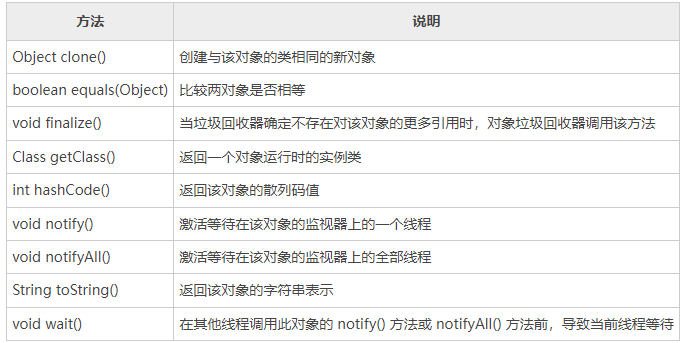 方法 说明
Object clone() 创建与该对象的类相同的新对象
boolean equals(Object) 比较两对象是否相等
void finalize() 当垃圾回收器确定不存在对该对象的更多引用时，对象垃圾回收器调用该方法
Class getClass() 返回一个对象运行时的实例类
int hashCode() 返回该对象的散列码值
void notify() 激活等待在该对象的监视器上的一个线程
void notifyAll() 激活等待在该对象的监视器上的全部线程
String toString() 返回该对象的字符串表示
void wait() 在其他线程调用此对象的 notify() 方法或 notifyAll() 方法前，导致当前线程等待